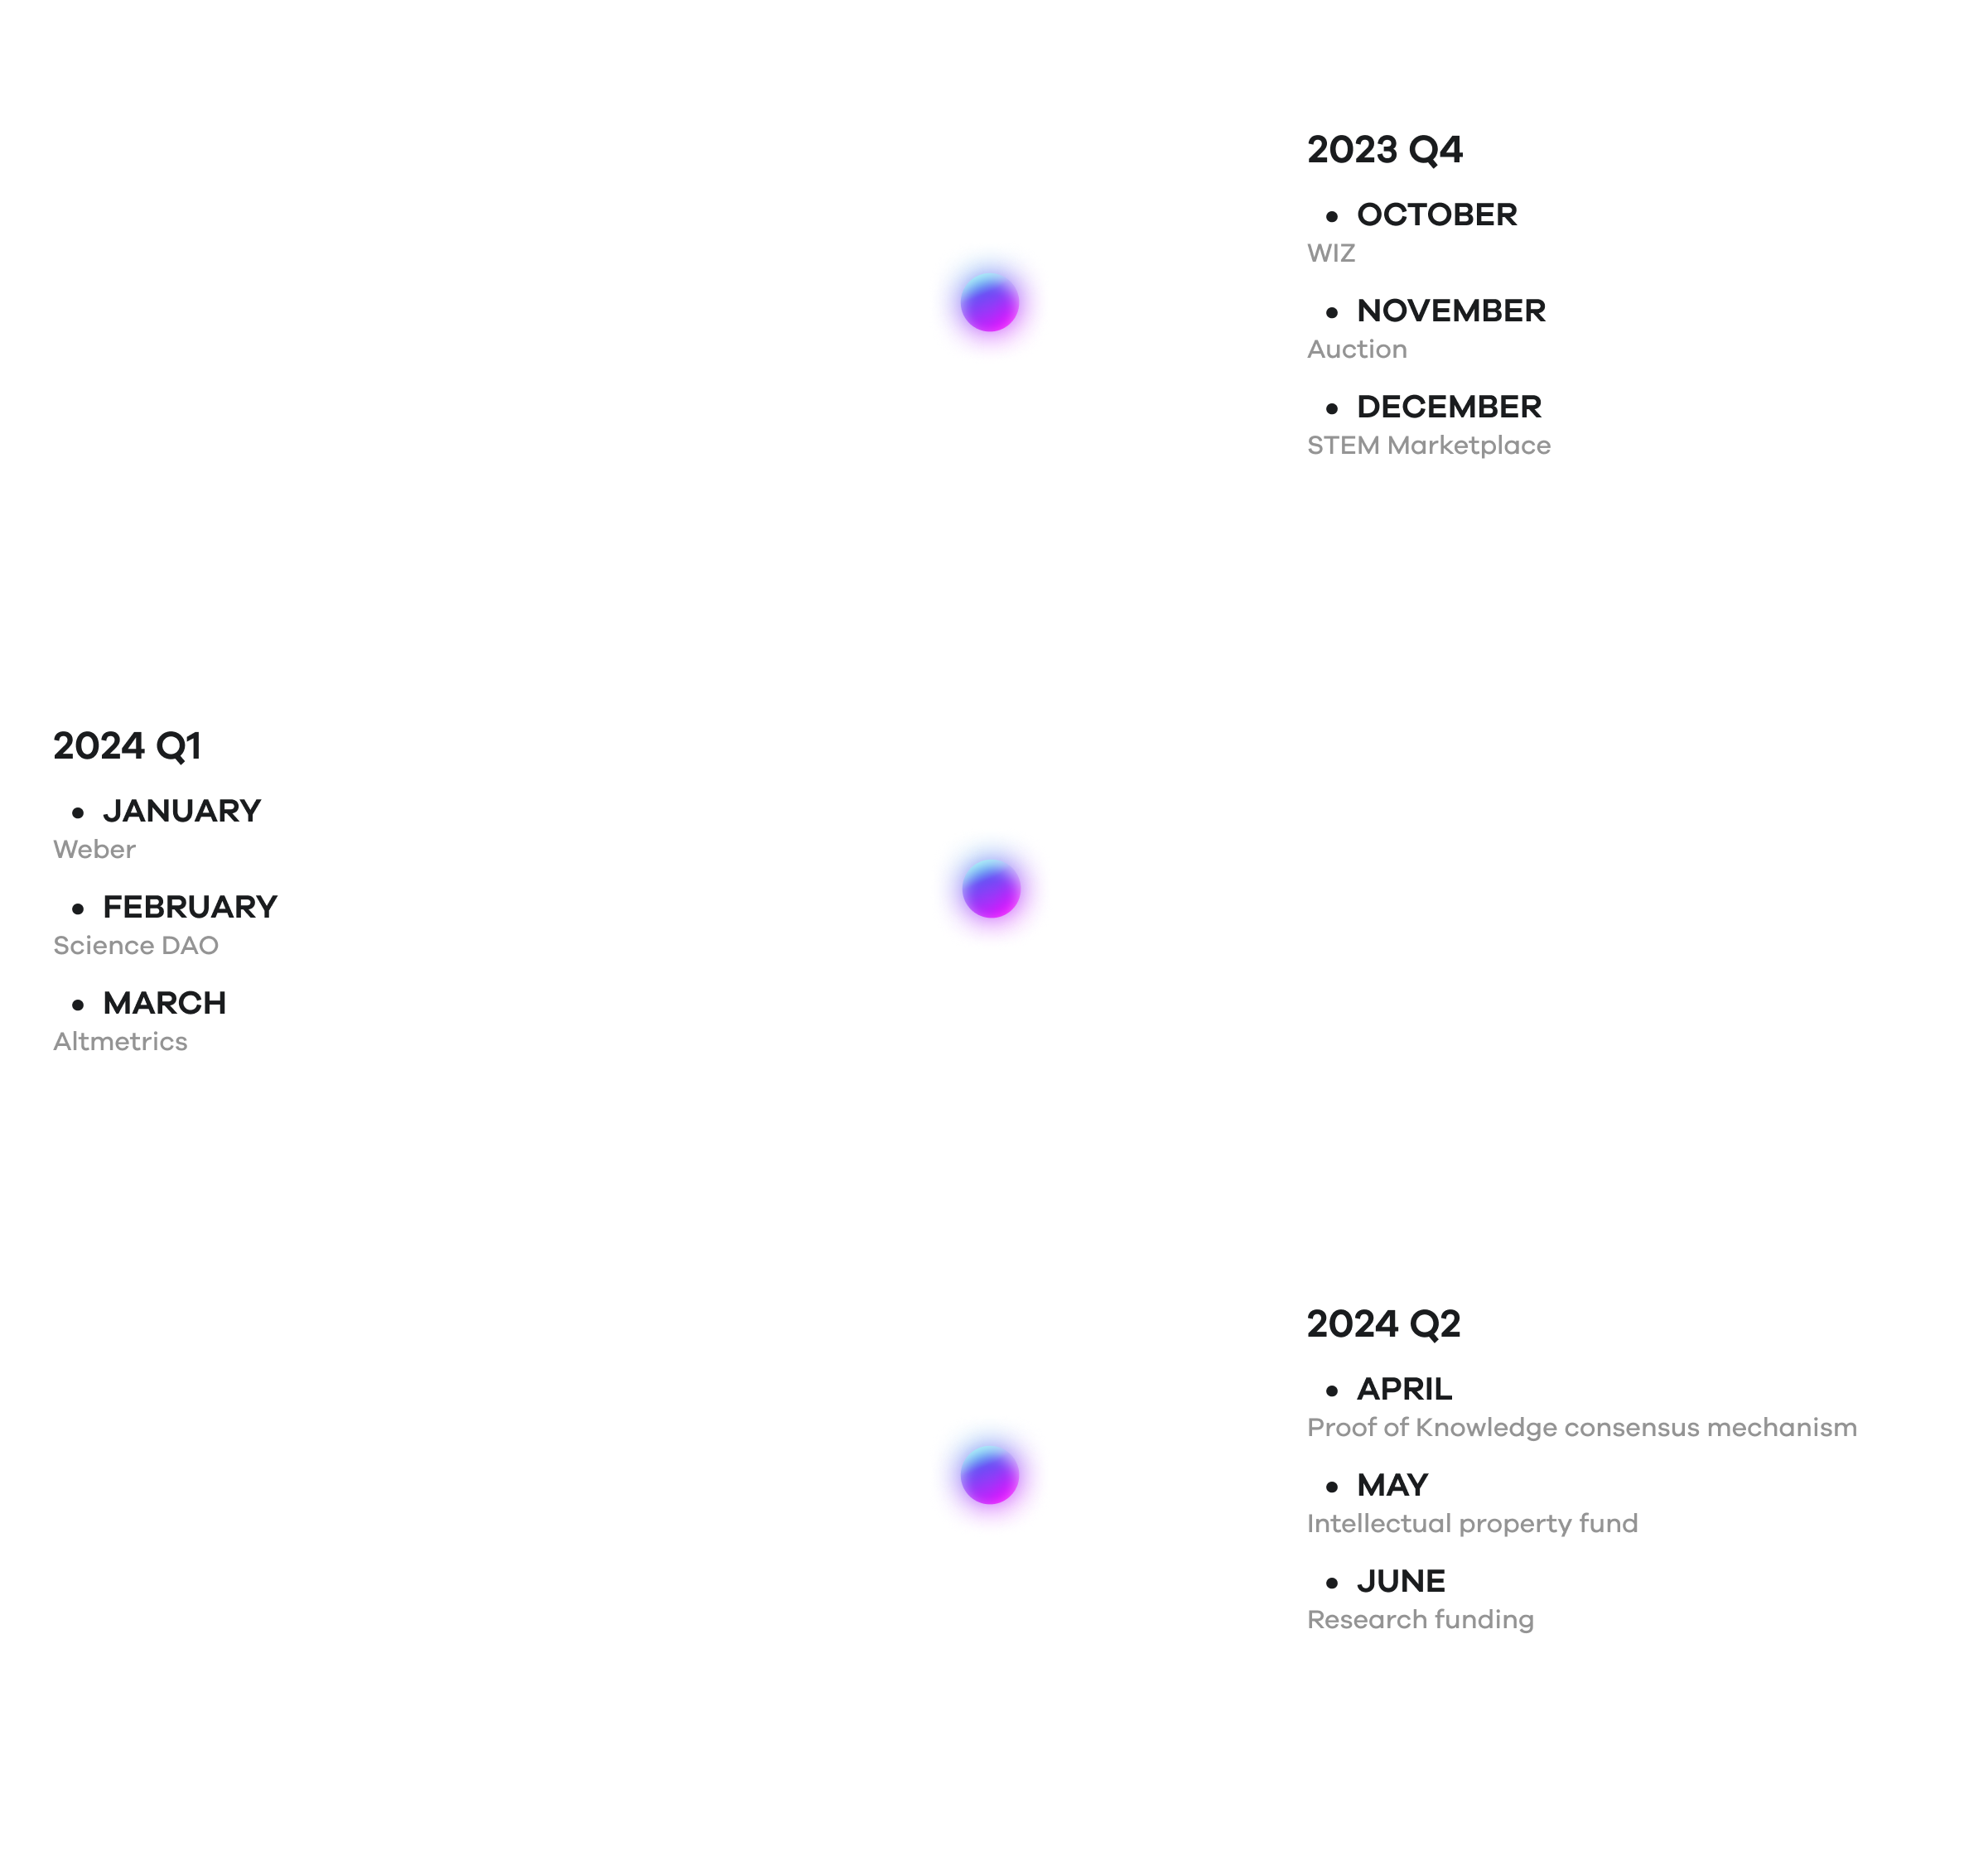 2023 Q4
• OCTOBER
WIZ
• NOVEMBER
Auction
• DECEMBER
STEM Marketplace
2024 Q1
• JANUARY
Weber
• FEBRUARY
Science DAO
• MARCH
Altmetrics
2024 Q2
• APRIL
Proof of Knowledge consensus mechanism
• MAY
Intellectual property fund
• JUNE
Research funding